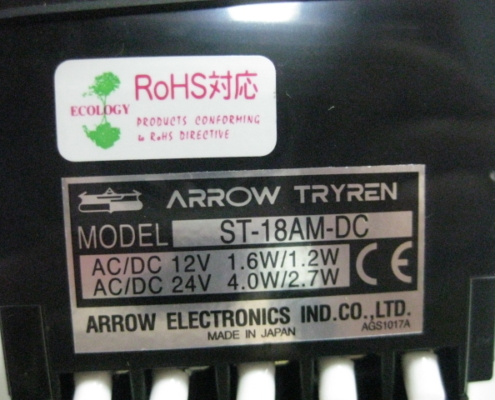 RoHS対応
ECOLOGY
PRODUCTS CONFORMING
to RoHS DIRECTIVE
ARROW TRYREN
MODEL ST-18AM-DC
AC/DC 12V 1.6W/1.2W
AC/DC 24V 4.0W/2.7W
CE
ARROW ELECTRONICS IND.CO.,LTD.
MADE IN JAPAN AGS1017A